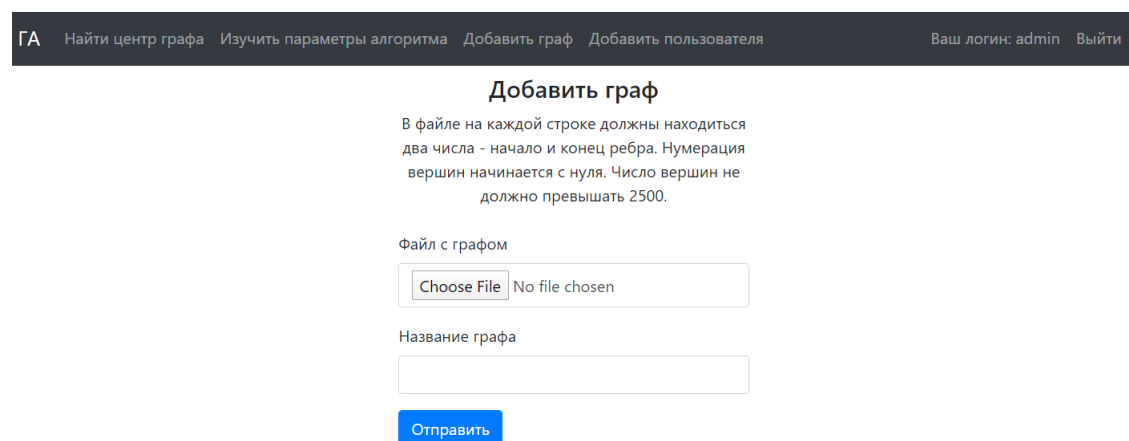 ГА Найти центр графа Изучить параметры алгоритма Добавить граф Добавить пользователя Ваш логин: admin Выйти
Добавить граф
В файле на каждой строке должны находиться
два числа - начало и конец ребра. Нумерация
вершин начинается с нуля. Число вершин не
должно превышать 2500.
Файл с графом
Choose File No file chosen
Название графа
Отправить